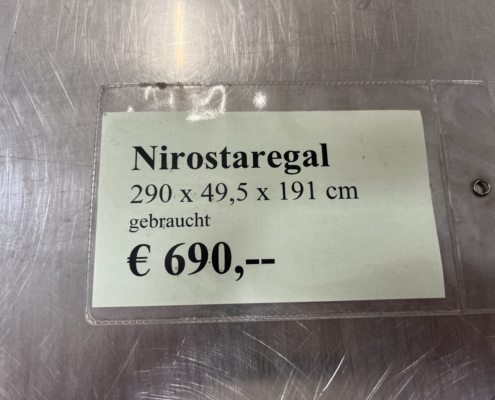 Nirostaregal
290 x 49,5 x 191 cm
gebraucht
€ 690,--